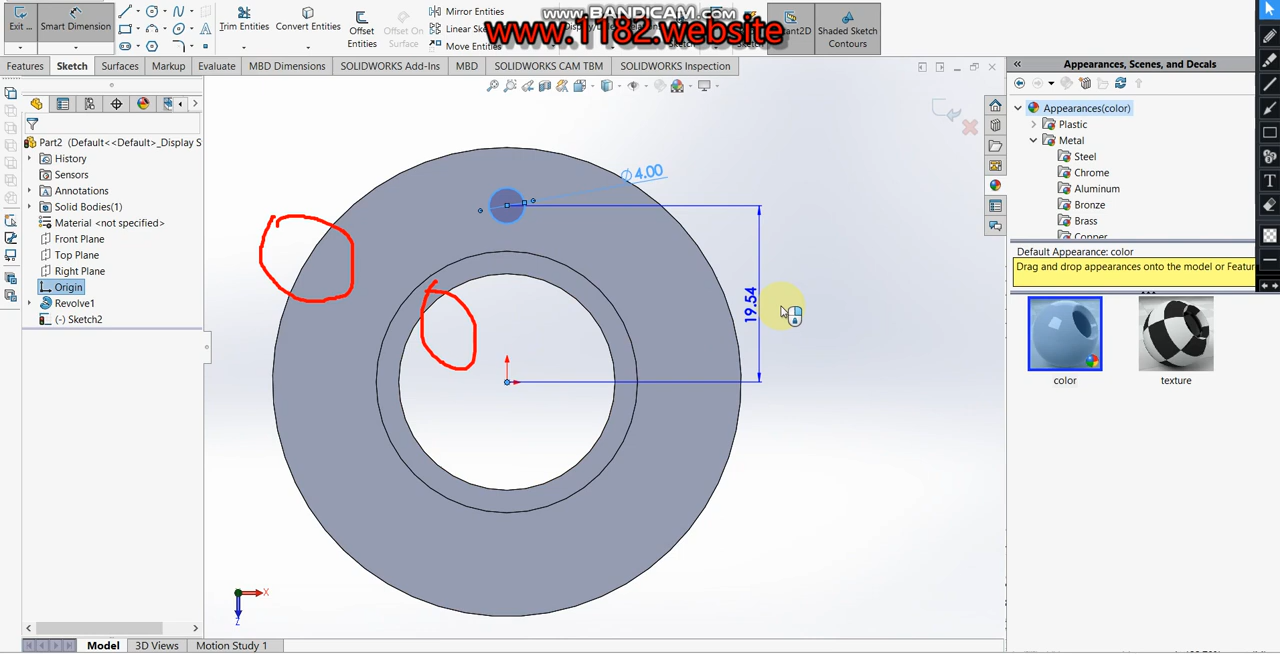 Mirror Entities
Exit ...
Smart Dimension
Trim Entities
Convert Entities
Offset Entities
Offset On Surface
Linear Ske
Move Entities
www.BANDICAM.com
www.1182.website
Shaded Sketch Contours
Features
Sketch
Surfaces
Markup
Evaluate
MBD Dimensions
SOLIDWORKS Add-Ins
MBD
SOLIDWORKS CAM TBM
SOLIDWORKS Inspection
Appearances, Scenes, and Decals
Part2 (Default<<Default>_Display S
History
Sensors
Annotations
Solid Bodies(1)
Material <not specified>
Front Plane
Top Plane
Right Plane
Origin
Revolve1
(-) Sketch2
∅4.00
19.54
X
Z
Appearances(color)
Plastic
Metal
Steel
Chrome
Aluminum
Bronze
Brass
Copper
Default Appearance: color
Drag and drop appearances onto the model or Featur
color
texture
Model
3D Views
Motion Study 1